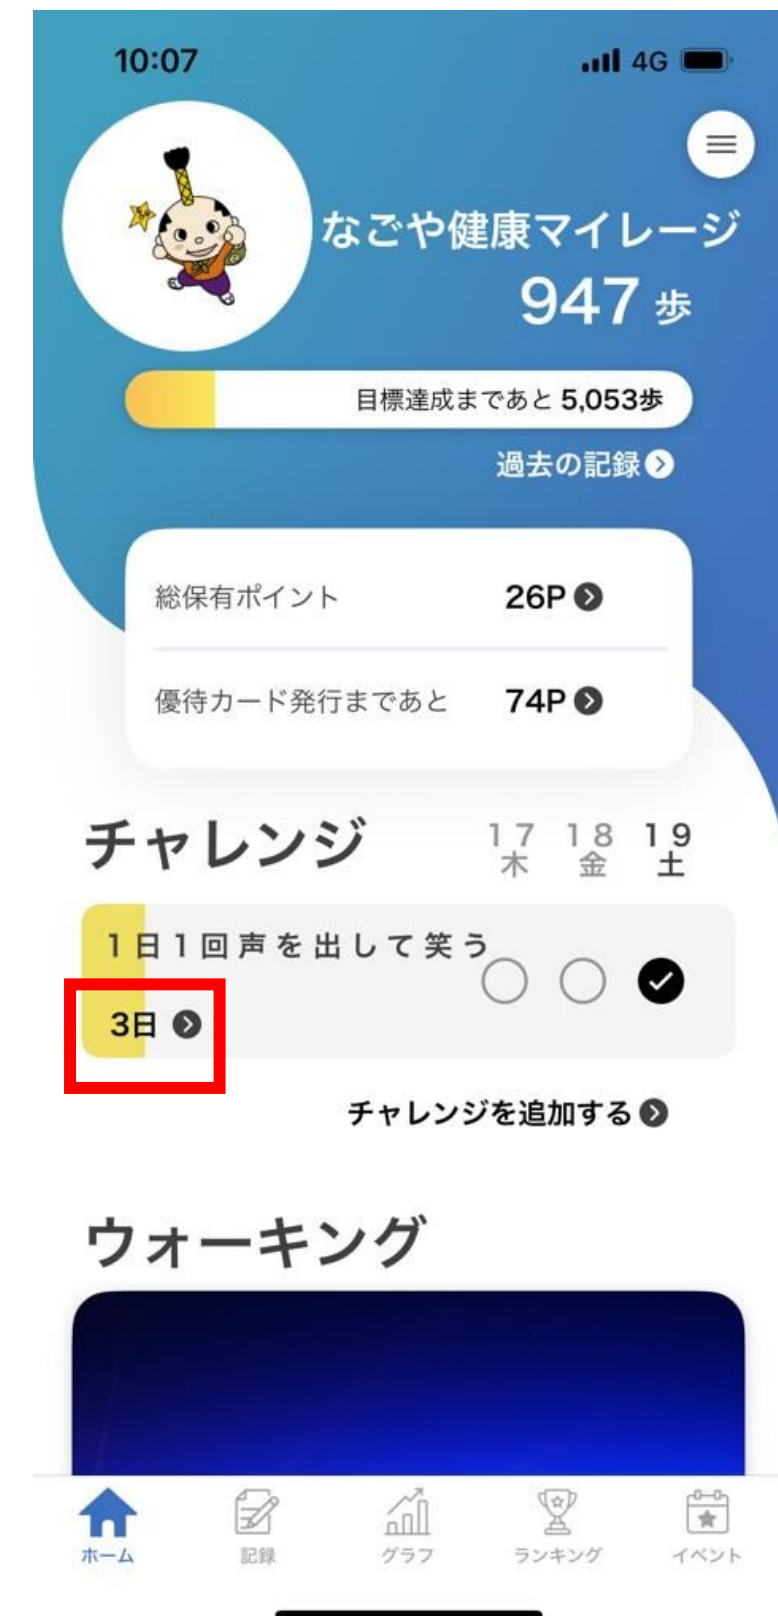 10:07 4G
なごや健康マイレージ
947 歩
目標達成まであと 5,053歩
過去の記録
総保有ポイント 26P
優待カード発行まであと 74P
チャレンジ 17 18 19
木 金 土
1日1回声を出して笑う
3日
チャレンジを追加する
ウォーキング
ホーム 記録 グラフ ランキング イベント